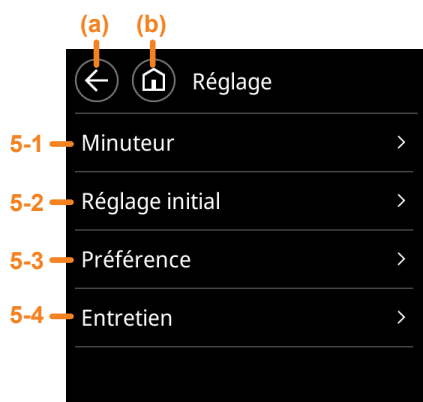 (a) (b)
Réglage
5-1 Minuteur
5-2 Réglage initial
5-3 Préférence
5-4 Entretien